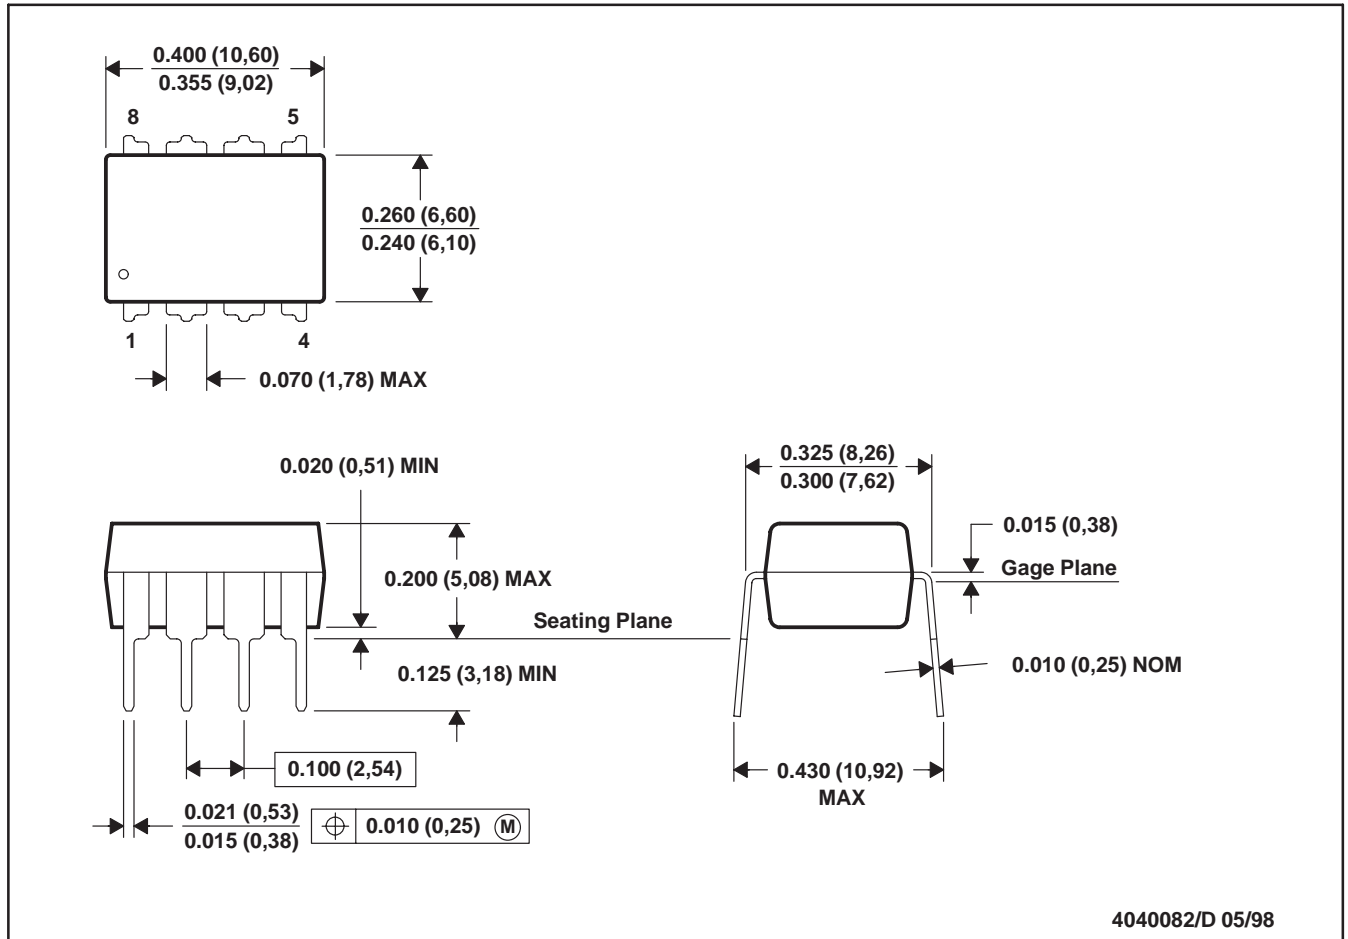 0.400 (10,60)
0.355 (9,02)
8
5
0.260 (6,60)
0.240 (6,10)
1
4
0.070 (1,78) MAX
0.020 (0,51) MIN
0.325 (8,26)
0.300 (7,62)
0.015 (0,38)
0.200 (5,08) MAX
Gage Plane
Seating Plane
0.125 (3,18) MIN
0.010 (0,25) NOM
0.100 (2,54)
0.430 (10,92)
MAX
0.021 (0,53)
0.015 (0,38)
0.010 (0,25) Ⓜ
4040082/D 05/98